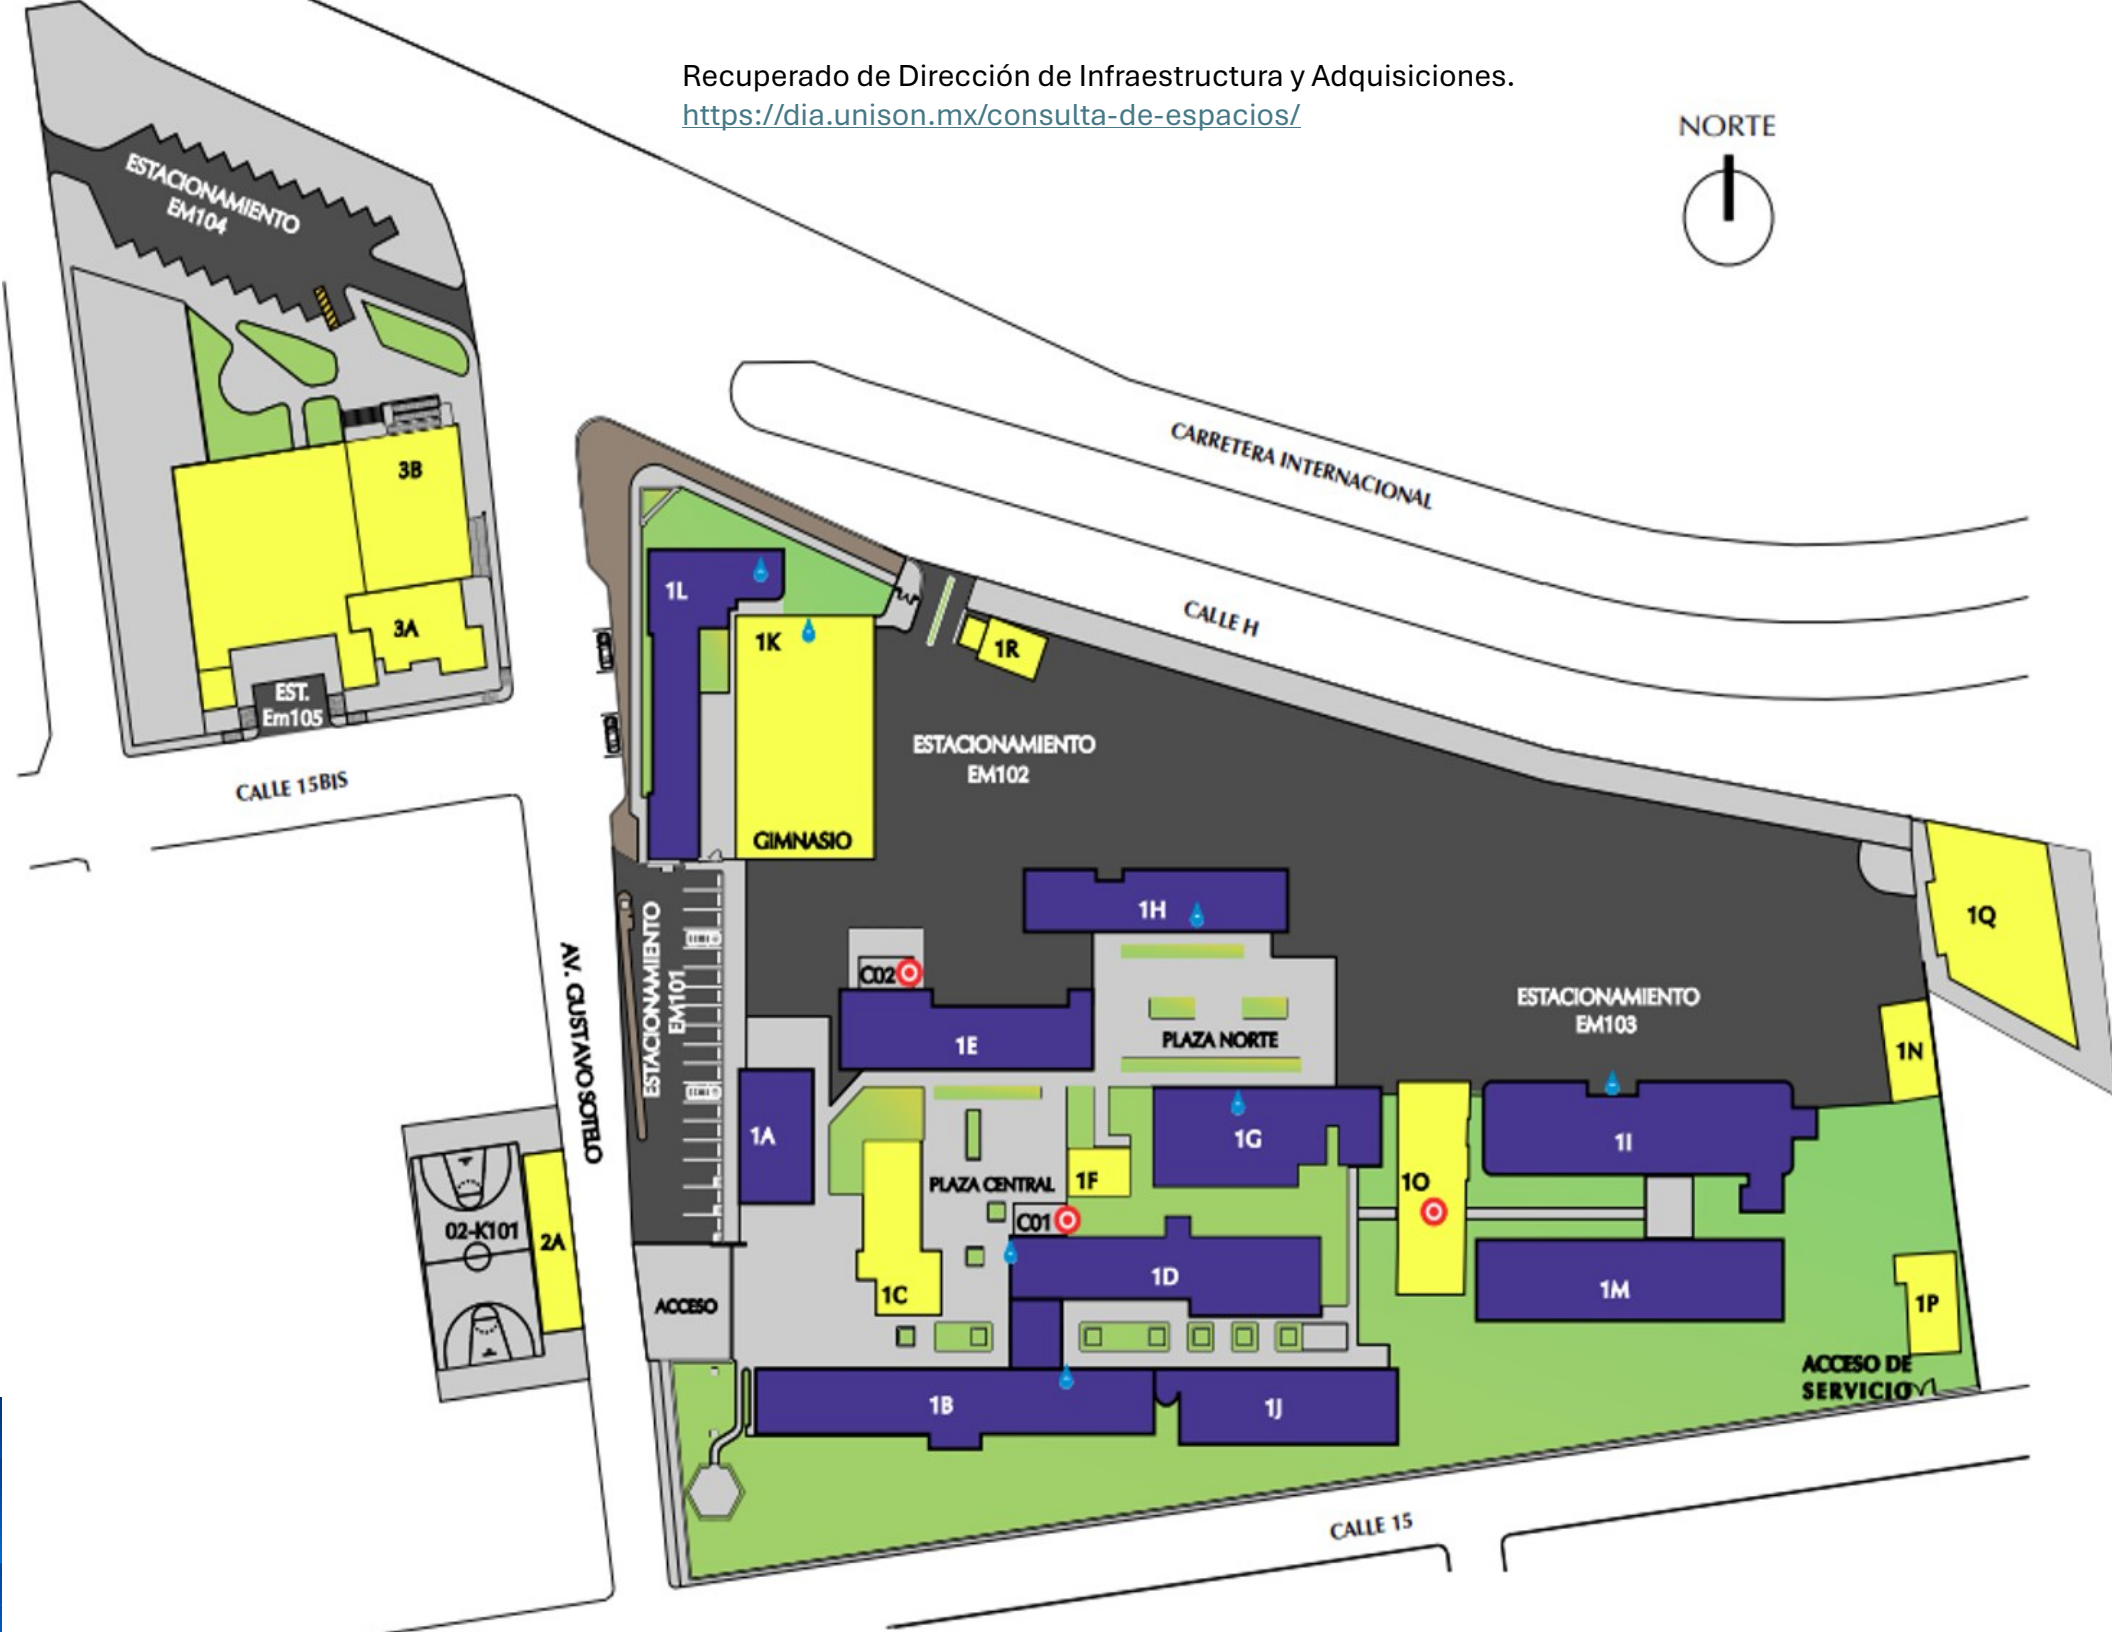 Recuperado de Dirección de Infraestructura y Adquisiciones.
https://dia.unison.mx/consulta-de-espacios/
NORTE
ESTACIONAMIENTO
EM104
CARRETERA INTERNACIONAL
3B
CALLE H
1L
3A
1K
1R
EST.
Em105
ESTACIONAMIENTO
EM102
CALLE 15BIS
GIMNASIO
1H
1Q
ESTACIONAMIENTO
EM101
AV. GUSTAVO SOTELO
C02
ESTACIONAMIENTO
EM103
1E
PLAZA NORTE
1N
1A
1G
1I
PLAZA CENTRAL
1F
1O
02-K101
2A
C01
1D
1C
1M
1P
ACCESO
ACCESO DE
SERVICIO
1B
1J
CALLE 15